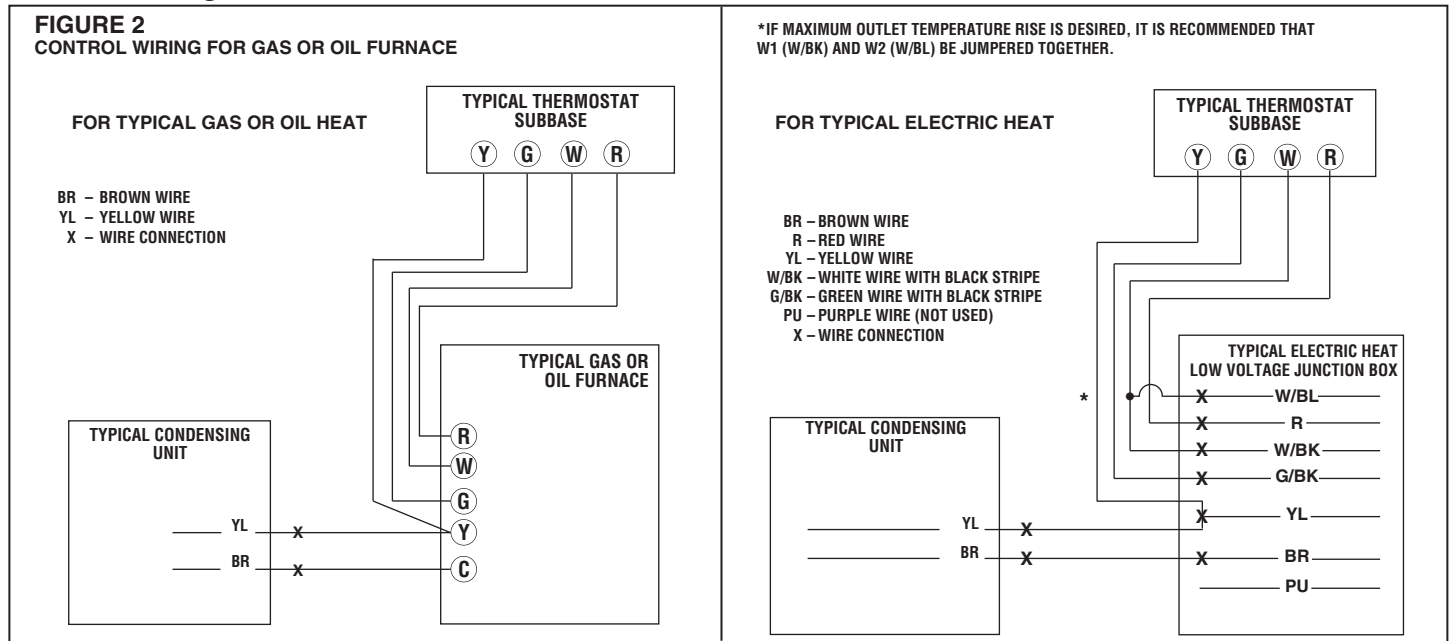 FIGURE 2
CONTROL WIRING FOR GAS OR OIL FURNACE
FOR TYPICAL GAS OR OIL HEAT
TYPICAL THERMOSTAT
SUBBASE
Y G W R
BR – BROWN WIRE
YL – YELLOW WIRE
X – WIRE CONNECTION
TYPICAL GAS OR
OIL FURNACE
R
W
G
Y
C
TYPICAL CONDENSING
UNIT
YL X
BR X
*IF MAXIMUM OUTLET TEMPERATURE RISE IS DESIRED, IT IS RECOMMENDED THAT
W1 (W/BK) AND W2 (W/BL) BE JUMPERED TOGETHER.
FOR TYPICAL ELECTRIC HEAT
TYPICAL THERMOSTAT
SUBBASE
Y G W R
BR – BROWN WIRE
R – RED WIRE
YL – YELLOW WIRE
W/BK – WHITE WIRE WITH BLACK STRIPE
G/BK – GREEN WIRE WITH BLACK STRIPE
PU – PURPLE WIRE (NOT USED)
X – WIRE CONNECTION
TYPICAL ELECTRIC HEAT
LOW VOLTAGE JUNCTION BOX
* X W/BL
X R
X W/BK
X G/BK
X YL
X BR
PU
TYPICAL CONDENSING
UNIT
YL X
BR X